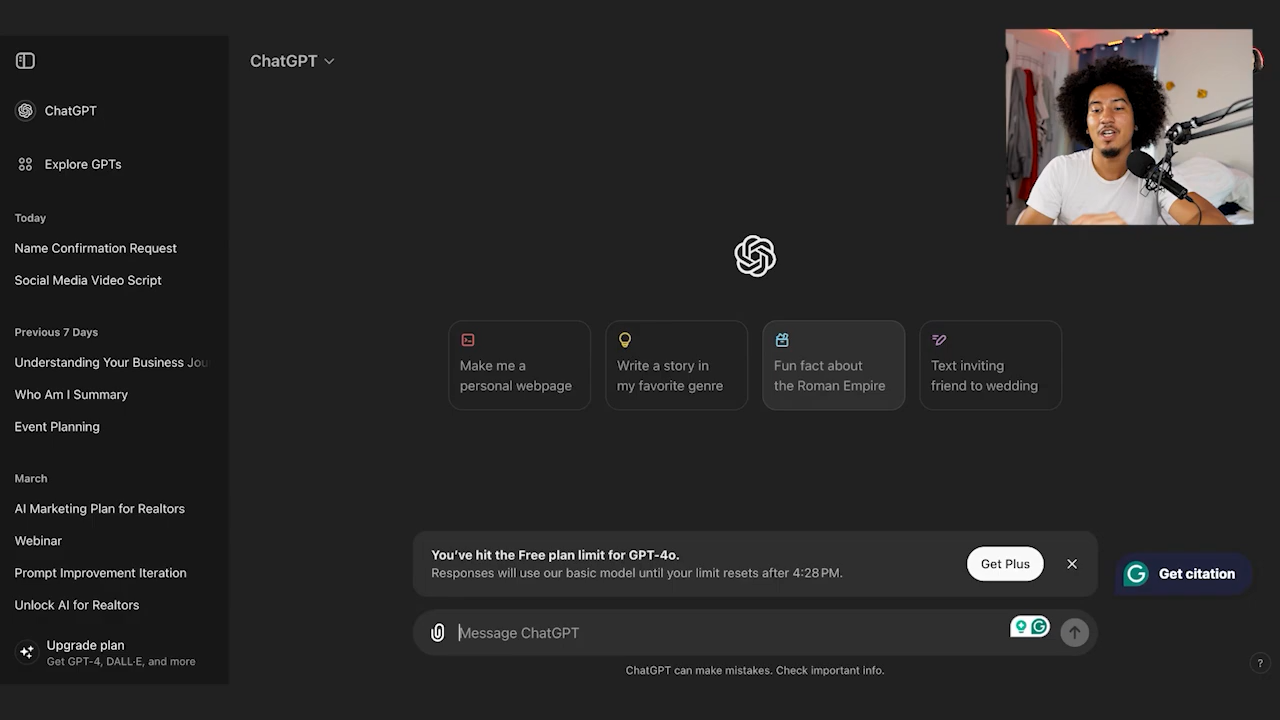 ChatGPT
ChatGPT
Explore GPTs
Today
Name Confirmation Request
Social Media Video Script
Previous 7 Days
Understanding Your Business Jou
Who Am I Summary
Event Planning
March
AI Marketing Plan for Realtors
Webinar
Prompt Improvement Iteration
Unlock AI for Realtors
Upgrade plan
Get GPT-4, DALL·E, and more
Make me a
personal webpage
Write a story in
my favorite genre
Fun fact about
the Roman Empire
Text inviting
friend to wedding
You've hit the Free plan limit for GPT-4o.
Responses will use our basic model until your limit resets after 4:28 PM.
Get Plus
Get citation
Message ChatGPT
ChatGPT can make mistakes. Check important info.
?